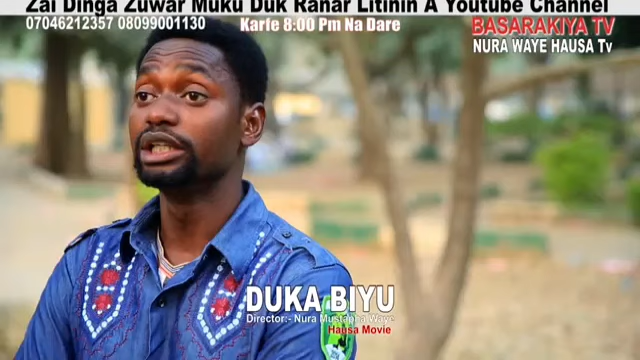 Zai Dinga Zuwar Muku Duk Ranar Litinin A Youtube Channel
07046212357 08099001130
Karfe 8:00 Pm Na Dare
BASARAKIYA TV
NURA WAYE HAUSA Tv
DUKA BIYU
Director:- Nura Mustapha Waye
Hausa Movie